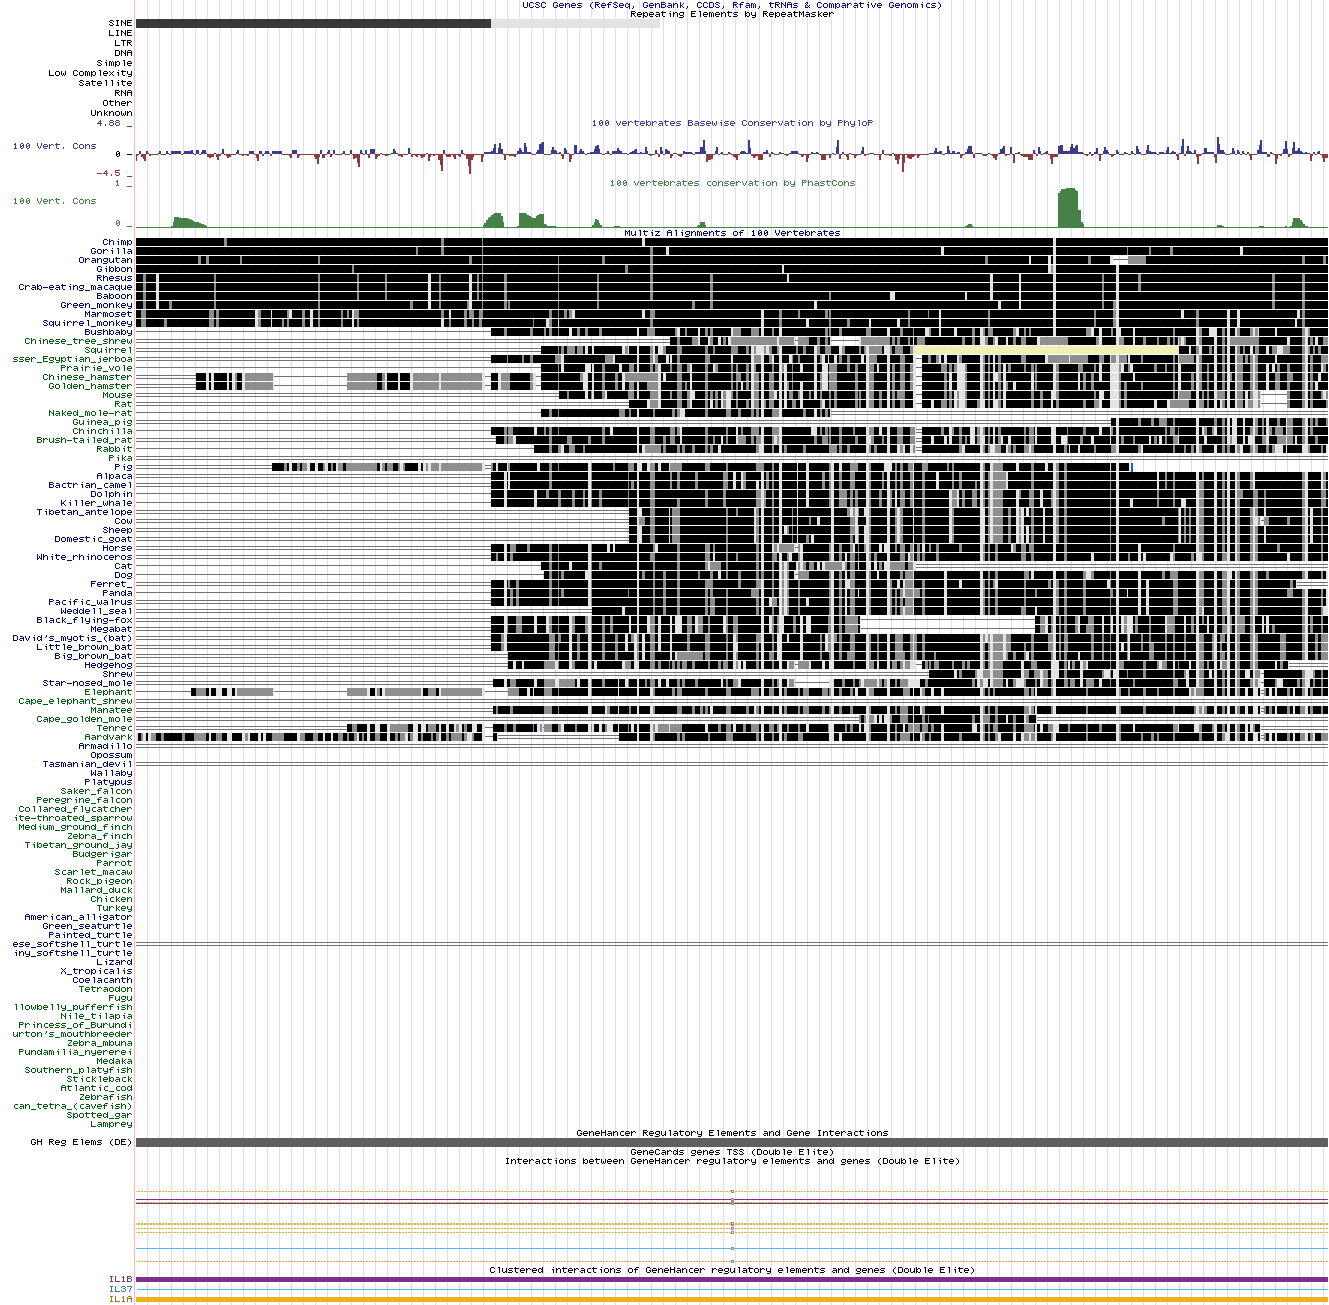 UCSC Genes (RefSeq, GenBank, CCDS, Rfam, tRNAs & Comparative Genomics)
Repeating Elements by RepeatMasker
SINE
LINE
LTR
DNA
Simple
Low Complexity
Satellite
RNA
Other
Unknown
4.88 _
100 vertebrates Basewise Conservation by PhyloP
100 Vert. Cons
0 _
-4.5 _
1 _
100 vertebrates conservation by PhastCons
100 Vert. Cons
0 _
Multiz Alignments of 100 Vertebrates
Chimp
Gorilla
Orangutan
Gibbon
Rhesus
Crab-eating_macaque
Baboon
Green_monkey
Marmoset
Squirrel_monkey
Bushbaby
Chinese_tree_shrew
Squirrel
sser_Egyptian_jerboa
Prairie_vole
Chinese_hamster
Golden_hamster
Mouse
Rat
Naked_mole-rat
Guinea_pig
Chinchilla
Brush-tailed_rat
Rabbit
Pika
Pig
Alpaca
Bactrian_camel
Dolphin
Killer_whale
Tibetan_antelope
Cow
Sheep
Domestic_goat
Horse
White_rhinoceros
Cat
Dog
Ferret_
Panda
Pacific_walrus
Weddell_seal
Black_flying-fox
Megabat
David's_myotis_(bat)
Little_brown_bat
Big_brown_bat
Hedgehog
Shrew
Star-nosed_mole
Elephant
Cape_elephant_shrew
Manatee
Cape_golden_mole
Tenrec
Aardvark
Armadillo
Opossum
Tasmanian_devil
Wallaby
Platypus
Saker_falcon
Peregrine_falcon
Collared_flycatcher
ite-throated_sparrow
Medium_ground_finch
Zebra_finch
Tibetan_ground_jay
Budgerigar
Parrot
Scarlet_macaw
Rock_pigeon
Mallard_duck
Chicken
Turkey
American_alligator
Green_seaturtle
Painted_turtle
ese_softshell_turtle
iny_softshell_turtle
Lizard
X_tropicalis
Coelacanth
Tetraodon
Fugu
llowbelly_pufferfish
Nile_tilapia
Princess_of_Burundi
urton's_mouthbreeder
Zebra_mbuna
Pundamilia_nyererei
Medaka
Southern_platyfish
Stickleback
Atlantic_cod
Zebrafish
can_tetra_(cavefish)
Spotted_gar
Lamprey
GeneHancer Regulatory Elements and Gene Interactions
GH Reg Elems (DE)
GeneCards genes TSS (Double Elite)
Interactions between GeneHancer regulatory elements and genes (Double Elite)
Clustered interactions of GeneHancer regulatory elements and genes (Double Elite)
IL1B
IL37
IL1A